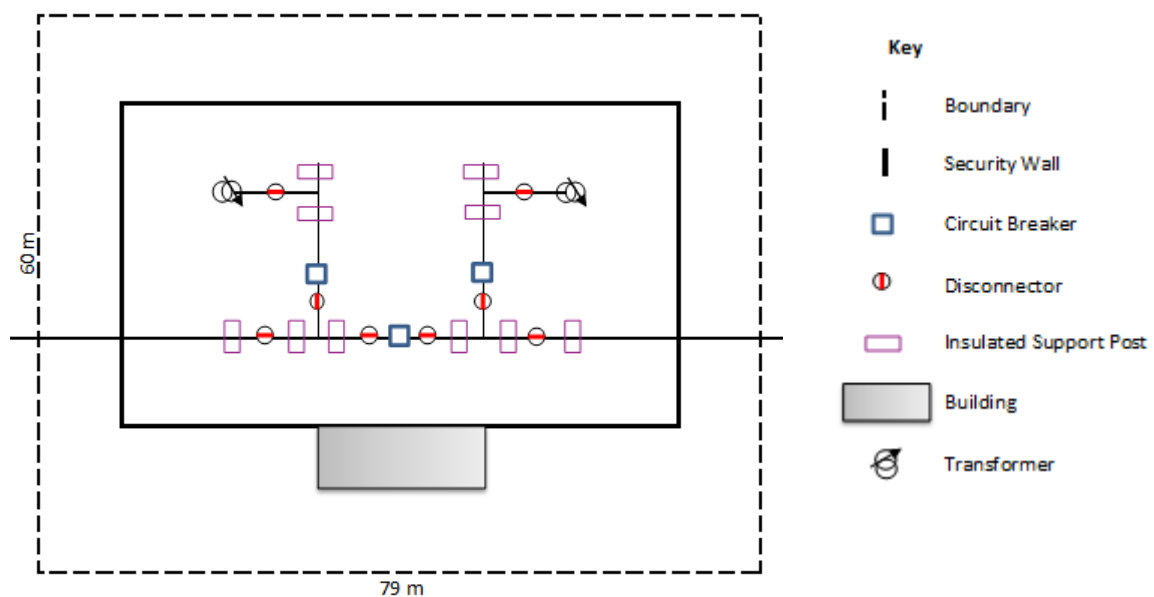 Key
Boundary
Security Wall
Circuit Breaker
Disconnector
Insulated Support Post
Building
Transformer
60 m
79 m